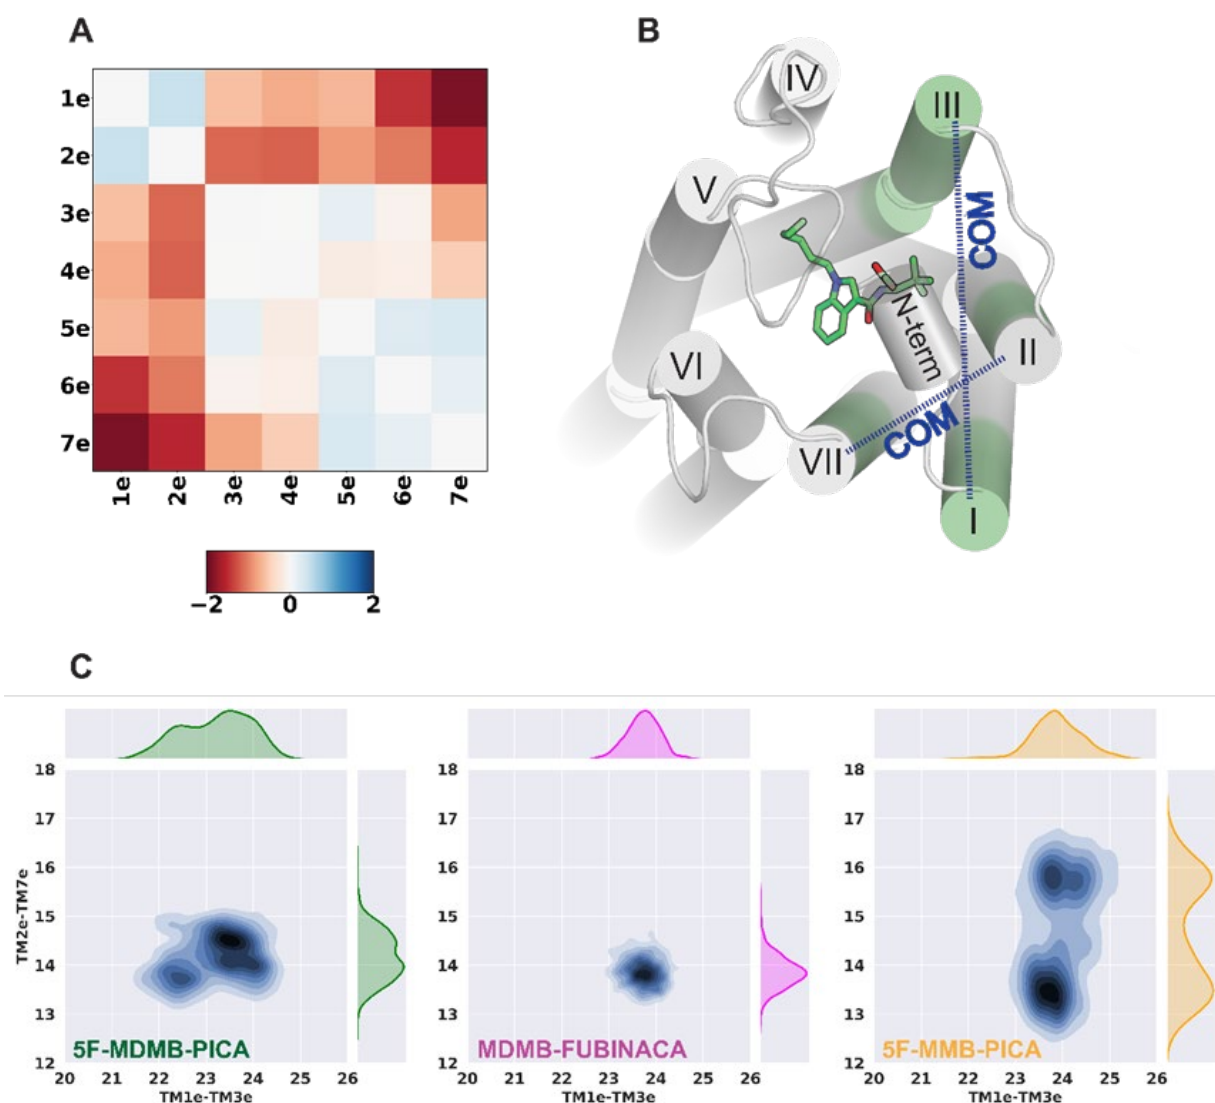 A
1e
2e
3e
4e
5e
6e
7e
1e 2e 3e 4e 5e 6e 7e
−2 0 2
B
IV
III
V
COM
N-term
II
VI
COM
VII
I
C
18
17
16
15
14
13
12
TM2e-TM7e
5F-MDMB-PICA
20 21 22 23 24 25 26
TM1e-TM3e
18
17
16
15
14
13
12
MDMB-FUBINACA
20 21 22 23 24 25 26
TM1e-TM3e
18
17
16
15
14
13
12
5F-MMB-PICA
20 21 22 23 24 25 26
TM1e-TM3e